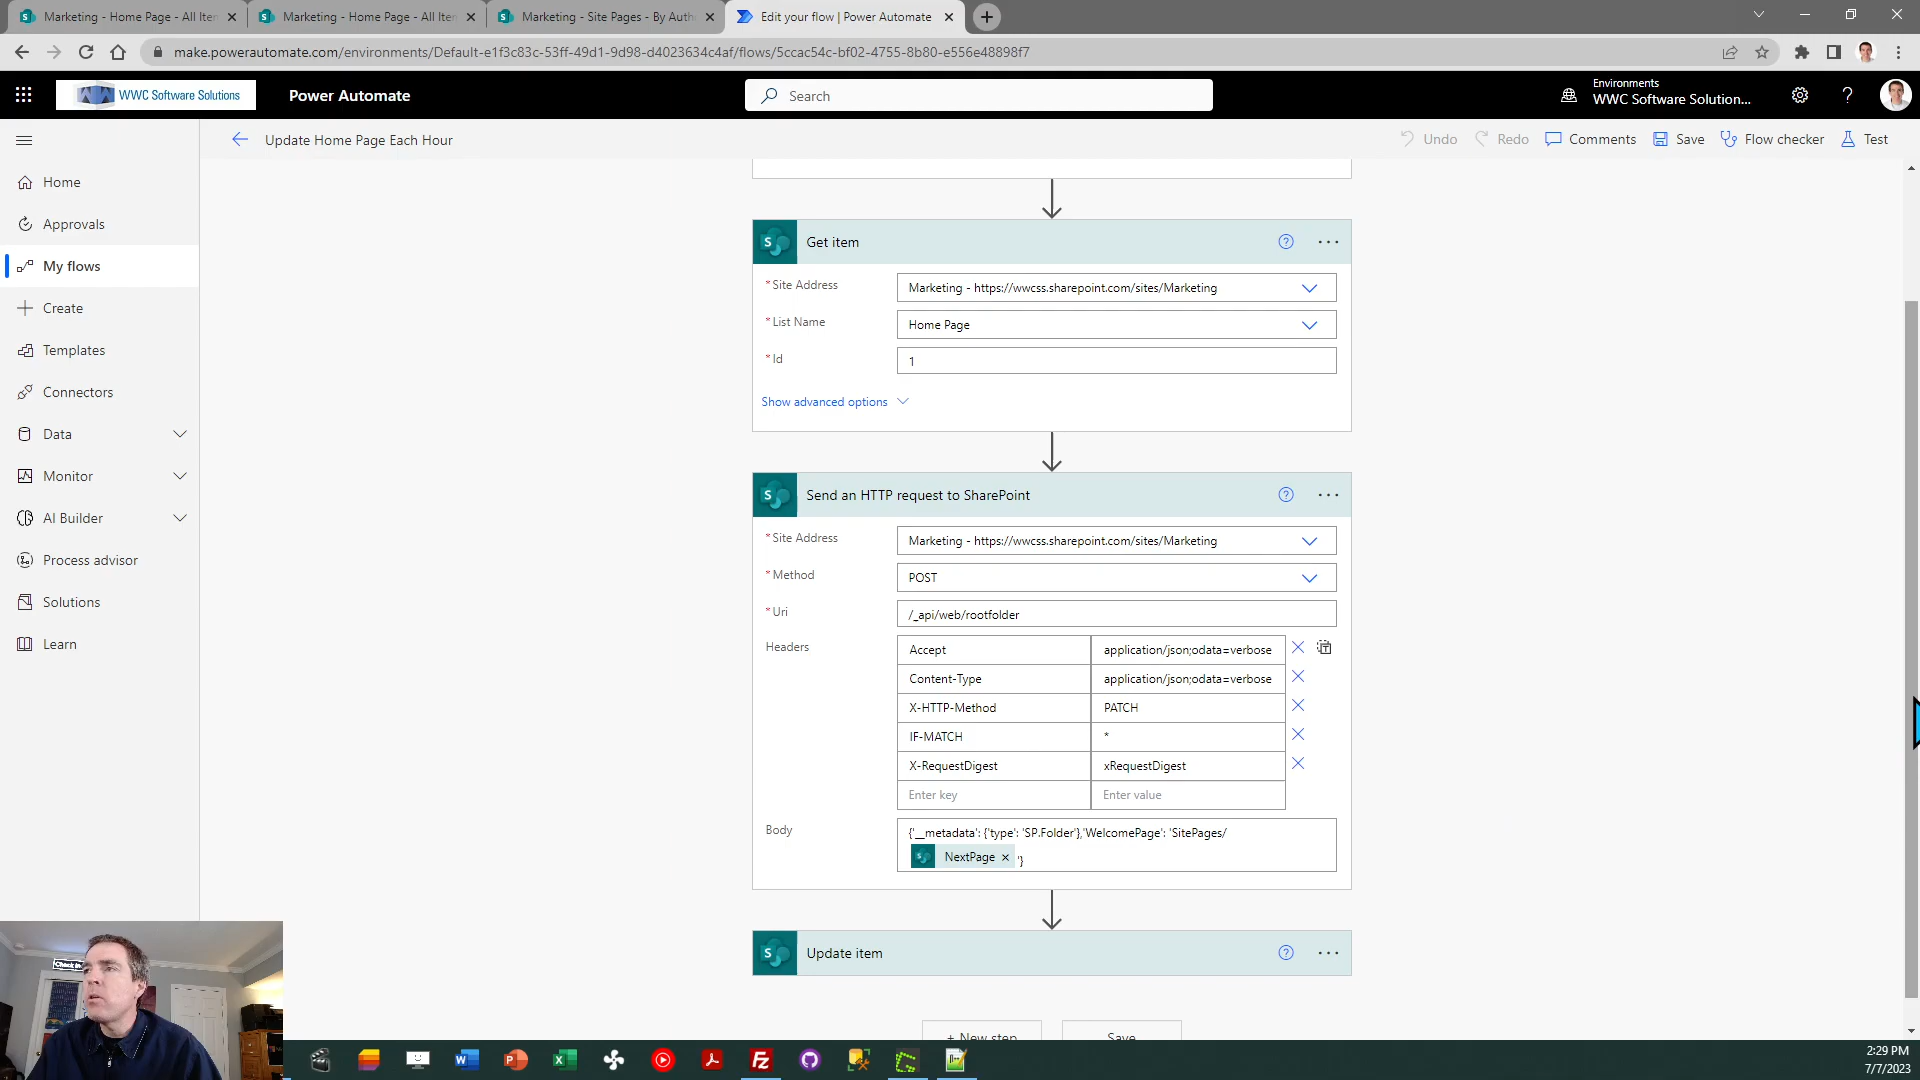 Marketing - Home Page - All Iten
Marketing - Home Page - All Iten
Marketing - Site Pages - By Auth
Edit your flow | Power Automate
make.powerautomate.com/environments/Default-e1f3c83c-53ff-49d1-9d98-d4023634c4af/flows/5ccac54c-bf02-4755-8b80-e556e48898f7
WWC Software Solutions
Power Automate
Search
Environments
WWC Software Solution...
Update Home Page Each Hour
Undo
Redo
Comments
Save
Flow checker
Test
Home
Approvals
My flows
Create
Templates
Connectors
Data
Monitor
AI Builder
Process advisor
Solutions
Learn
Get item
* Site Address
Marketing - https://wwcss.sharepoint.com/sites/Marketing
* List Name
Home Page
* Id
1
Show advanced options
Send an HTTP request to SharePoint
* Site Address
Marketing - https://wwcss.sharepoint.com/sites/Marketing
* Method
POST
* Uri
/_api/web/rootfolder
Headers
Accept
application/json;odata=verbose
Content-Type
application/json;odata=verbose
X-HTTP-Method
PATCH
IF-MATCH
*
X-RequestDigest
xRequestDigest
Enter key
Enter value
Body
{'__metadata': {'type': 'SP.Folder'},'WelcomePage': 'SitePages/
NextPage × '}
Update item
+ New step
Save
2:29 PM
7/7/2023